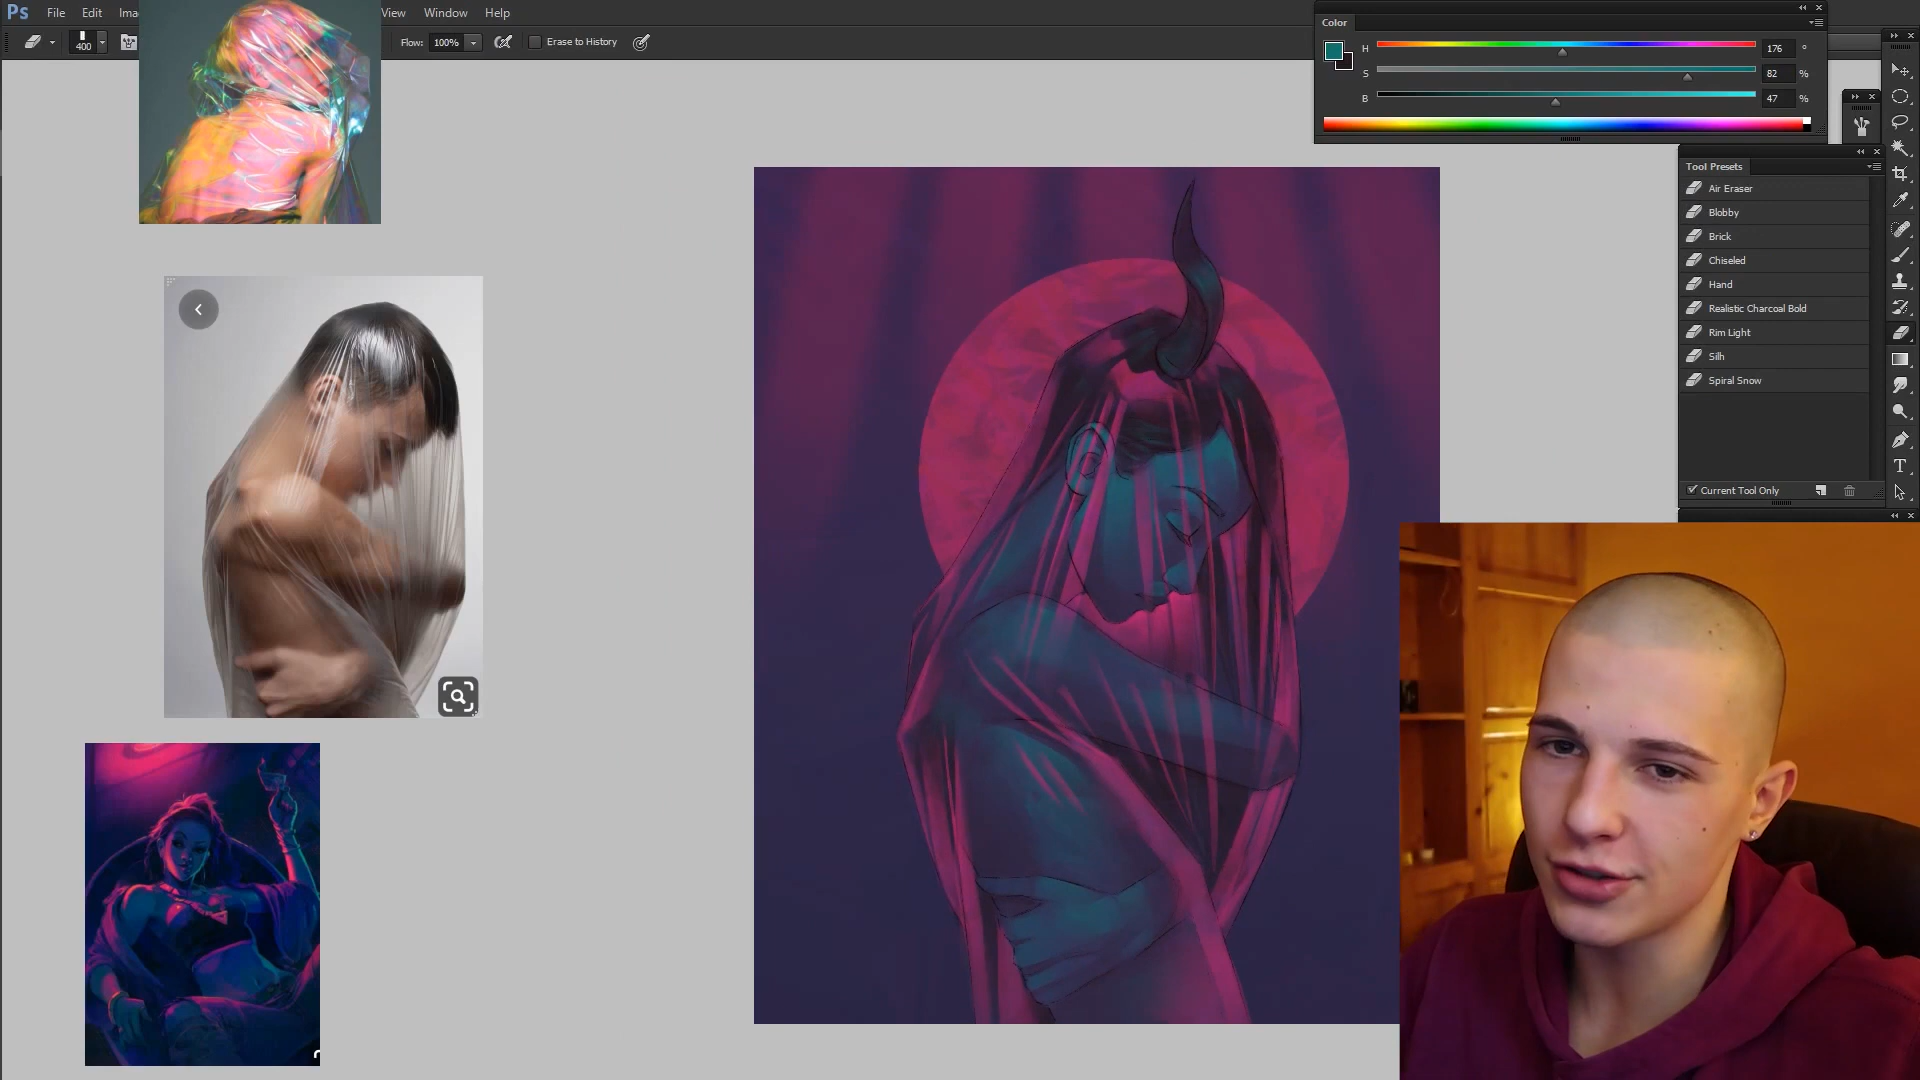 Ps File Edit Ima View Window Help
400 Flow: 100% Erase to History
Color
H 176 °
S 82 %
B 47 %
Tool Presets
Air Eraser
Blobby
Brick
Chiseled
Hand
Realistic Charcoal Bold
Rim Light
Silh
Spiral Snow
Current Tool Only
T